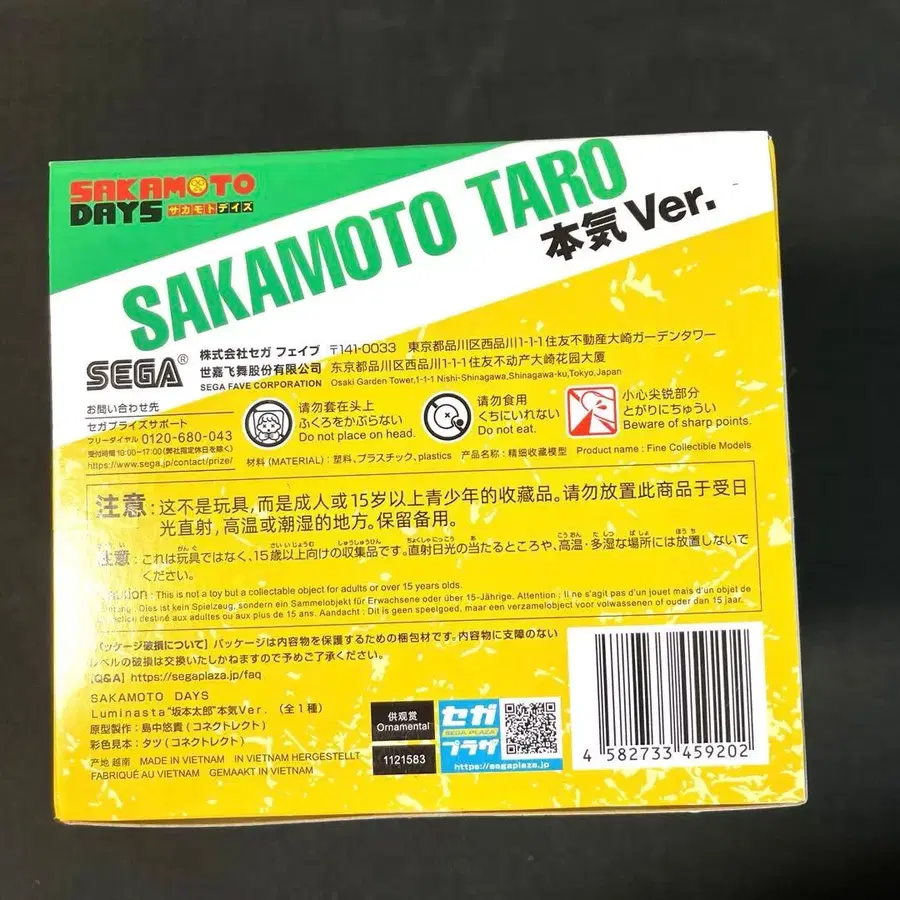 SAKAMOTO
DAYS サカモトデイズ
SAKAMOTO TARO
本気 Ver.
SEGA®
株式会社セガ フェイブ 〒141-0033 東京都品川区西品川1-1-1住友不動産大崎ガーデンタワー
世嘉飞舞股份有限公司 东京都品川区西品川1-1-1住友不动产大崎花园大厦
SEGA FAVE CORPORATION Osaki Garden Tower,1-1-1 Nishi-Shinagawa,Shinagawa-ku,Tokyo,Japan
お問い合わせ先
セガプライズサポート
フリーダイヤル 0120-680-043
受付時間 10:00~17:00(弊社指定休日を除く)
https://www.sega.jp/contact/prize/
请勿套在头上
ふくろをかぶらない
Do not place on head.
请勿食用
くちにいれない
Do not eat.
小心尖锐部分
とがりにちゅうい
Beware of sharp points.
材料 (MATERIAL) : 塑料、プラスチック、plastics 产品名称 : 精细收藏模型 Product name : Fine Collectible Models
注意 : 这不是玩具,而是成人或15岁以上青少年的收藏品。请勿放置此商品于受日
光直射,高温或潮湿的地方。保留备用。
注意 : これは玩具ではなく、15歳以上向けの収集品です。直射日光の当たるところや、高温・多湿な場所には放置しないで
ください。
: This is not a toy but a collectable object for adults or over 15 years old.
: Dies ist kein Spielzeug, sondern ein Sammelobjekt für Erwachsene oder über 15-Jährige. Attention : Il ne s'agit pas d'un jouet mais d'un objet de
destiné aux adultes ou aux plus de 15 ans. Aandacht : Dit is geen speelgoed, maar een verzamelobject voor volwassenen of ouder dan 15 jaar.
【パッケージ破損について】パッケージは内容物を保護するための梱包材です。内容物に支障のない
レベルの破損は交換いたしかねますので予めご了承ください。
【Q&A】https://segaplaza.jp/faq
SAKAMOTO DAYS
Luminasta“坂本太郎”本気Ver. (全1種)
原型製作 : 島中悠貴(コネクトレクト)
彩色見本 : タツ(コネクトレクト)
产地 越南 MADE IN VIETNAM IN VIETNAM HERGESTELLT
FABRIQUÉ AU VIETNAM GEMAAKT IN VIETNAM
供观赏
Ornamental
1121583
セガ
SEGA PLAZA
プラザ
https://segaplaza.jp
4 582733 459202